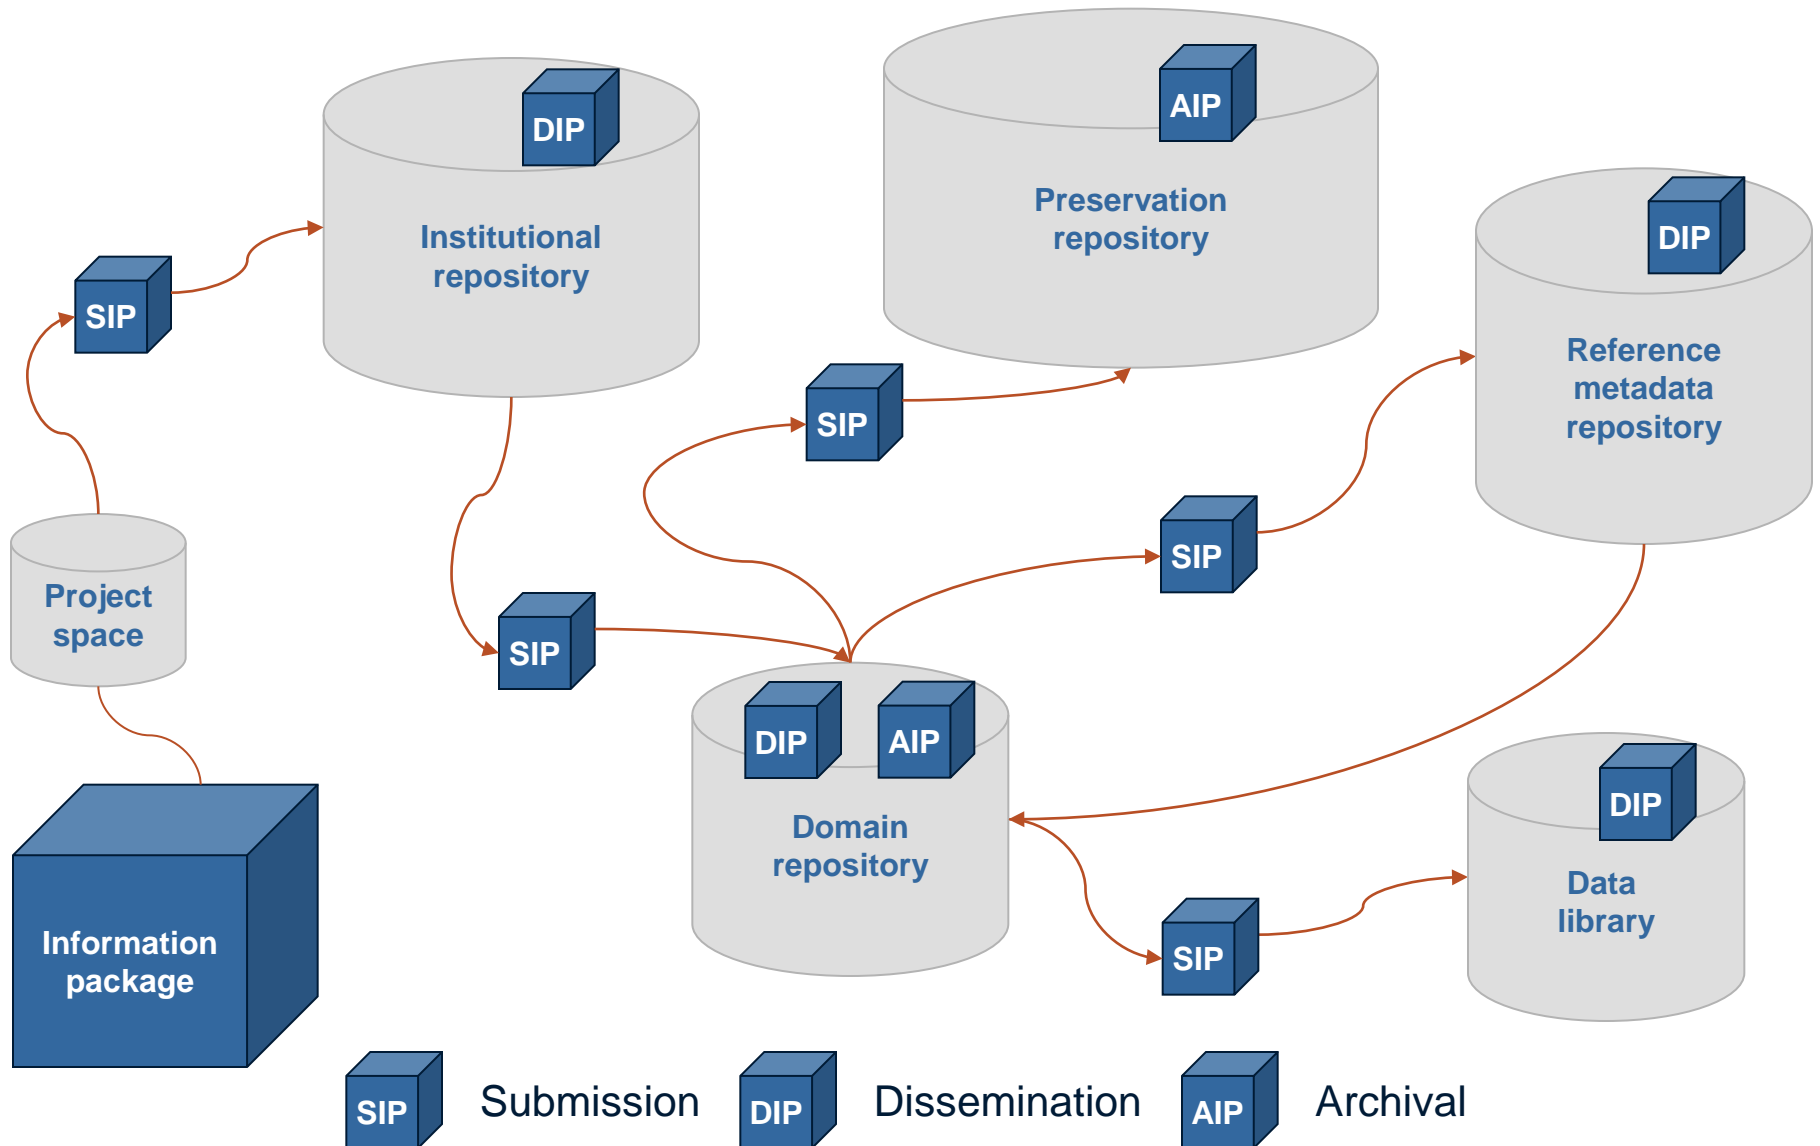 DIP
Institutional
repository
AIP
Preservation
repository
DIP
Reference
metadata
repository
SIP
SIP
SIP
SIP
Project
space
DIP
AIP
Domain
repository
DIP
Data
library
SIP
Information
package
SIP Submission
DIP Dissemination
AIP Archival